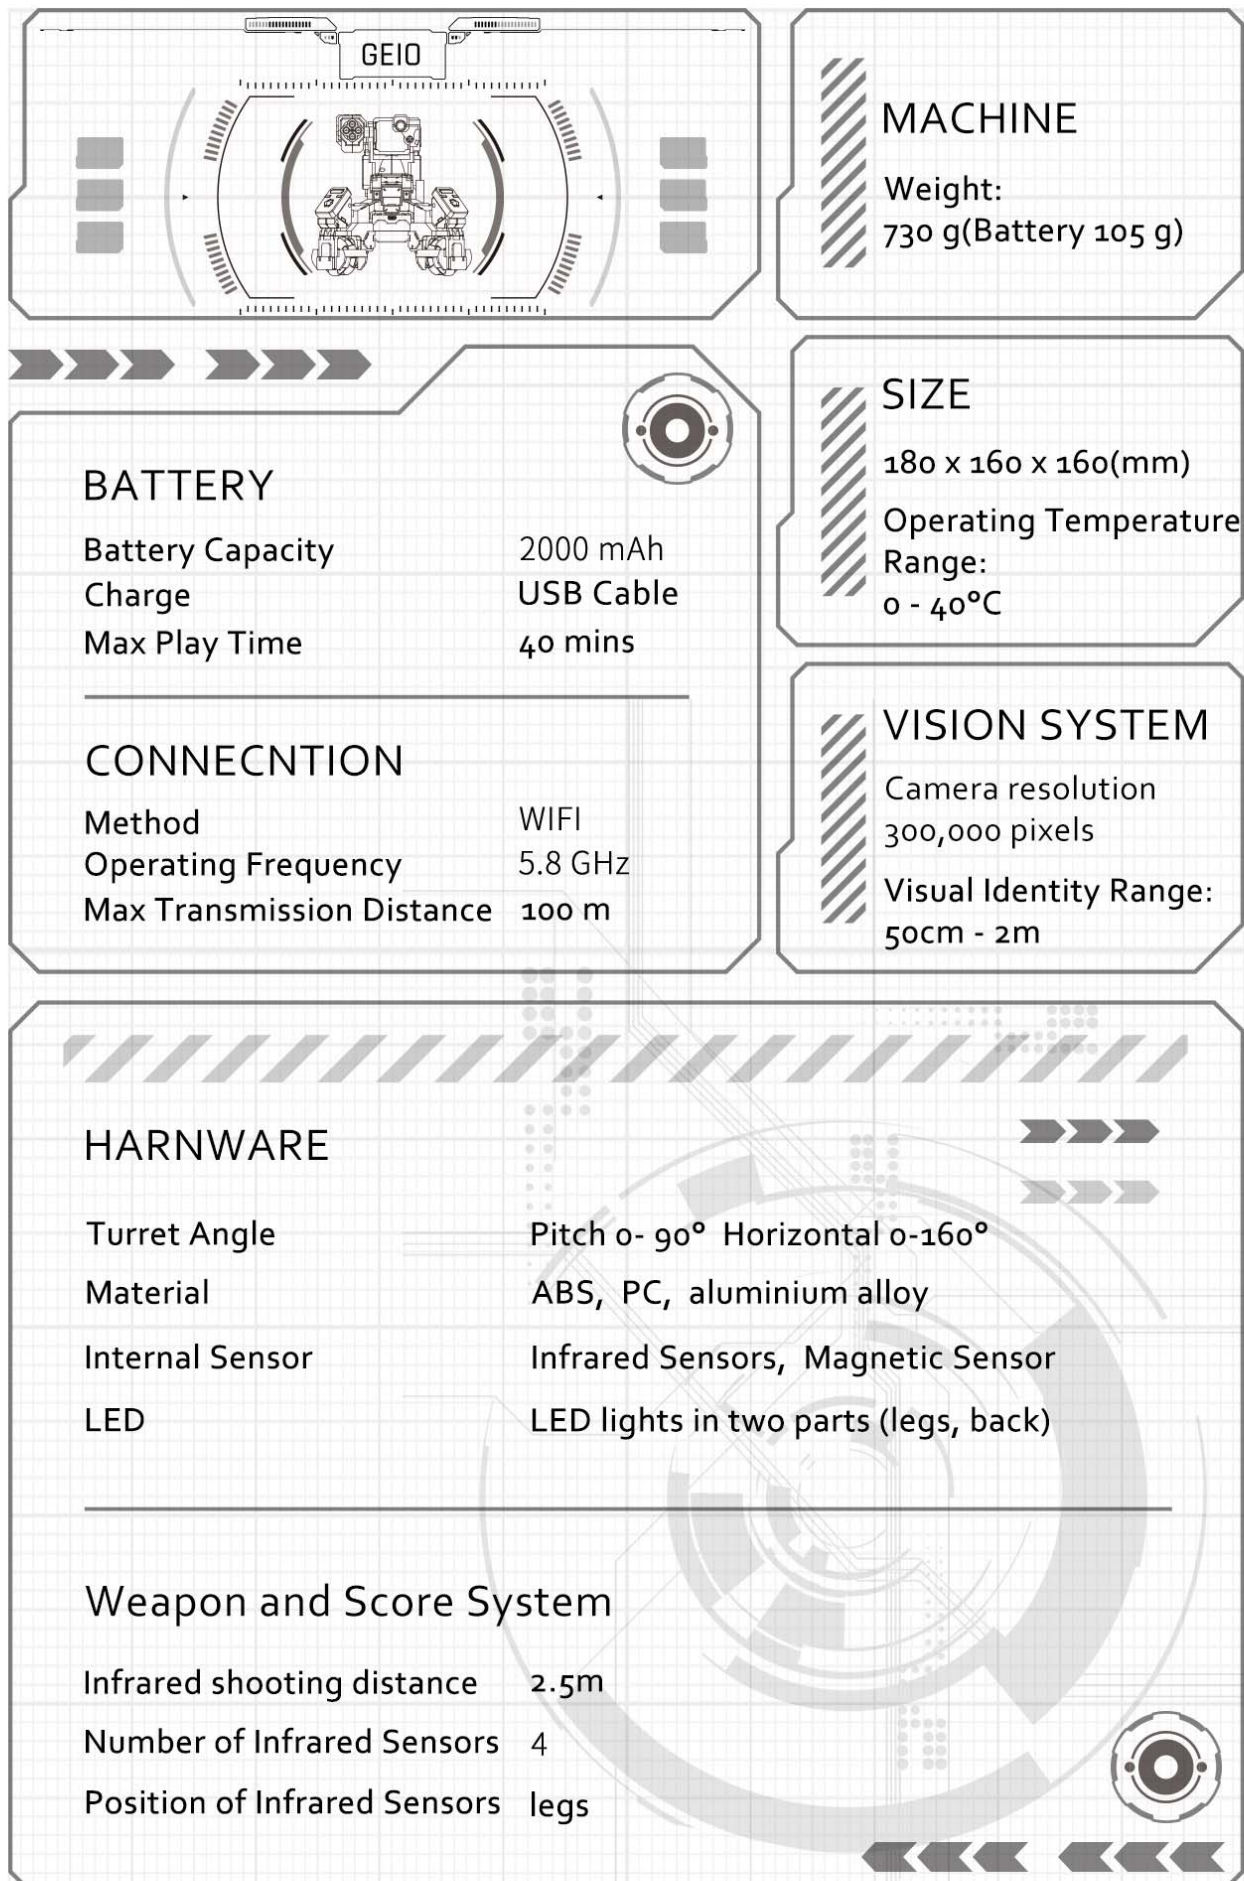 GEIO
MACHINE
Weight:
730 g(Battery 105 g)
SIZE
180 x 160 x 160(mm)
Operating Temperature
Range:
0 - 40°C
BATTERY
Battery Capacity 2000 mAh
Charge USB Cable
Max Play Time 40 mins
CONNECNTION
Method WIFI
Operating Frequency 5.8 GHz
Max Transmission Distance 100 m
VISION SYSTEM
Camera resolution
300,000 pixels
Visual Identity Range:
50cm - 2m
HARNWARE
Turret Angle Pitch 0- 90° Horizontal 0-160°
Material ABS, PC, aluminium alloy
Internal Sensor Infrared Sensors, Magnetic Sensor
LED LED lights in two parts (legs, back)
Weapon and Score System
Infrared shooting distance 2.5m
Number of Infrared Sensors 4
Position of Infrared Sensors legs